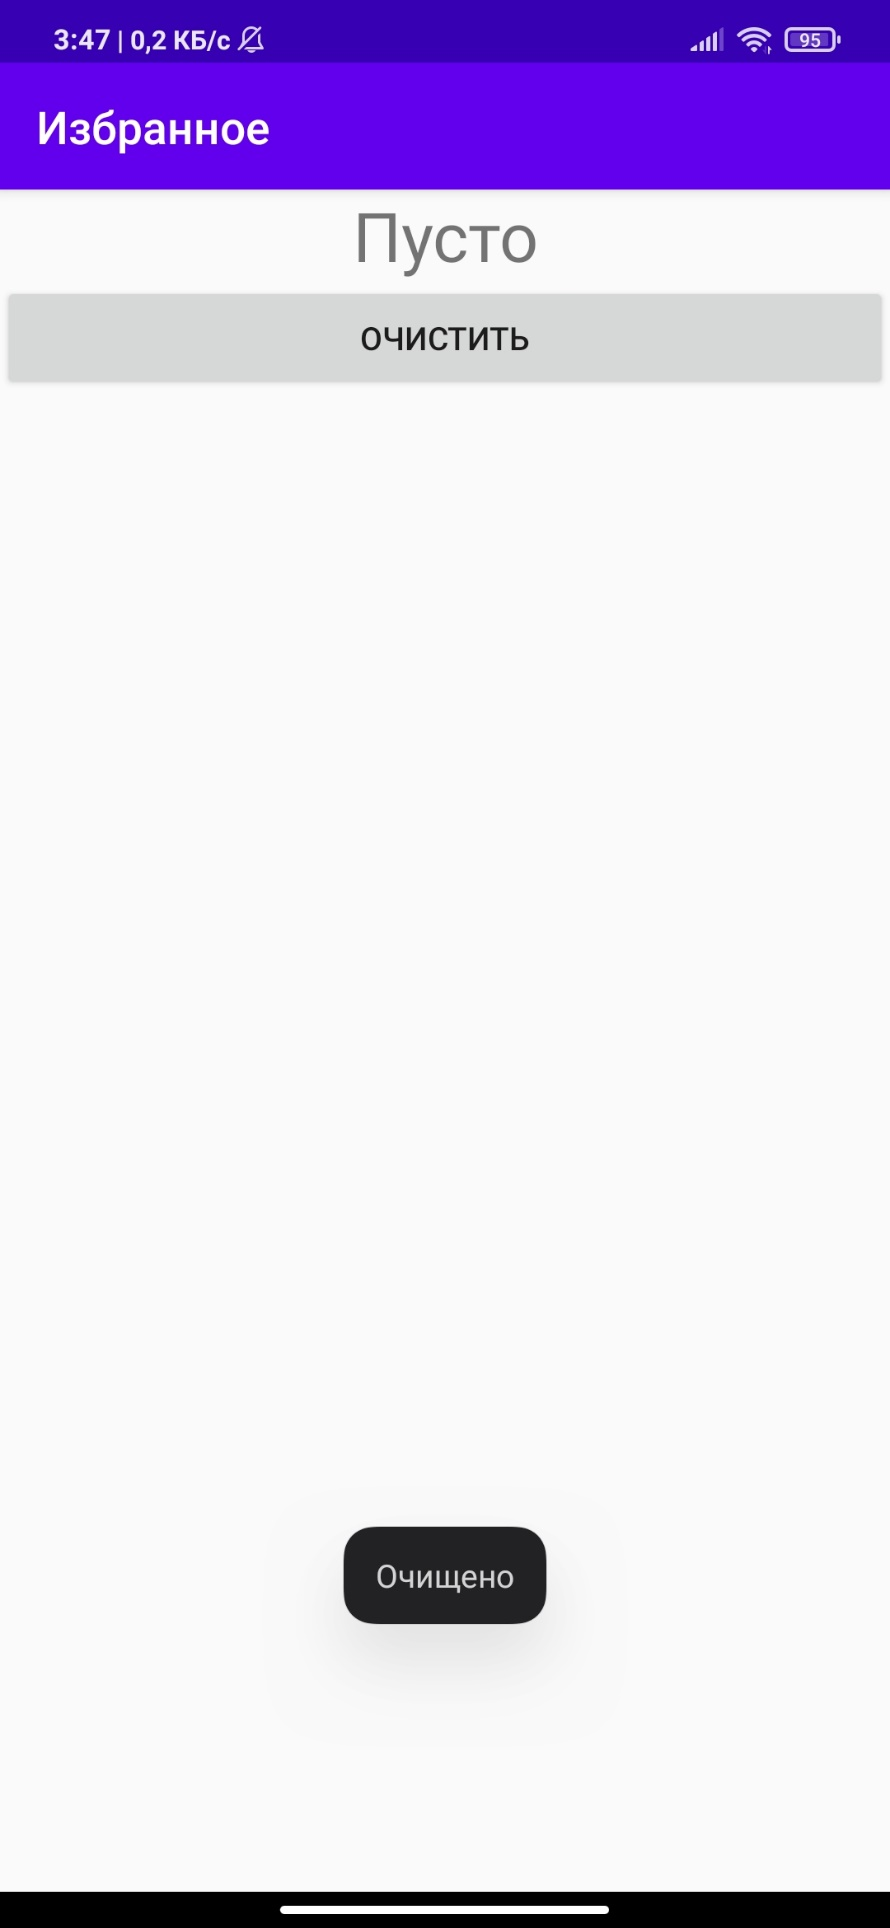 3:47 | 0,2 КБ/с
95
Избранное
Пусто
ОЧИСТИТЬ
Очищено